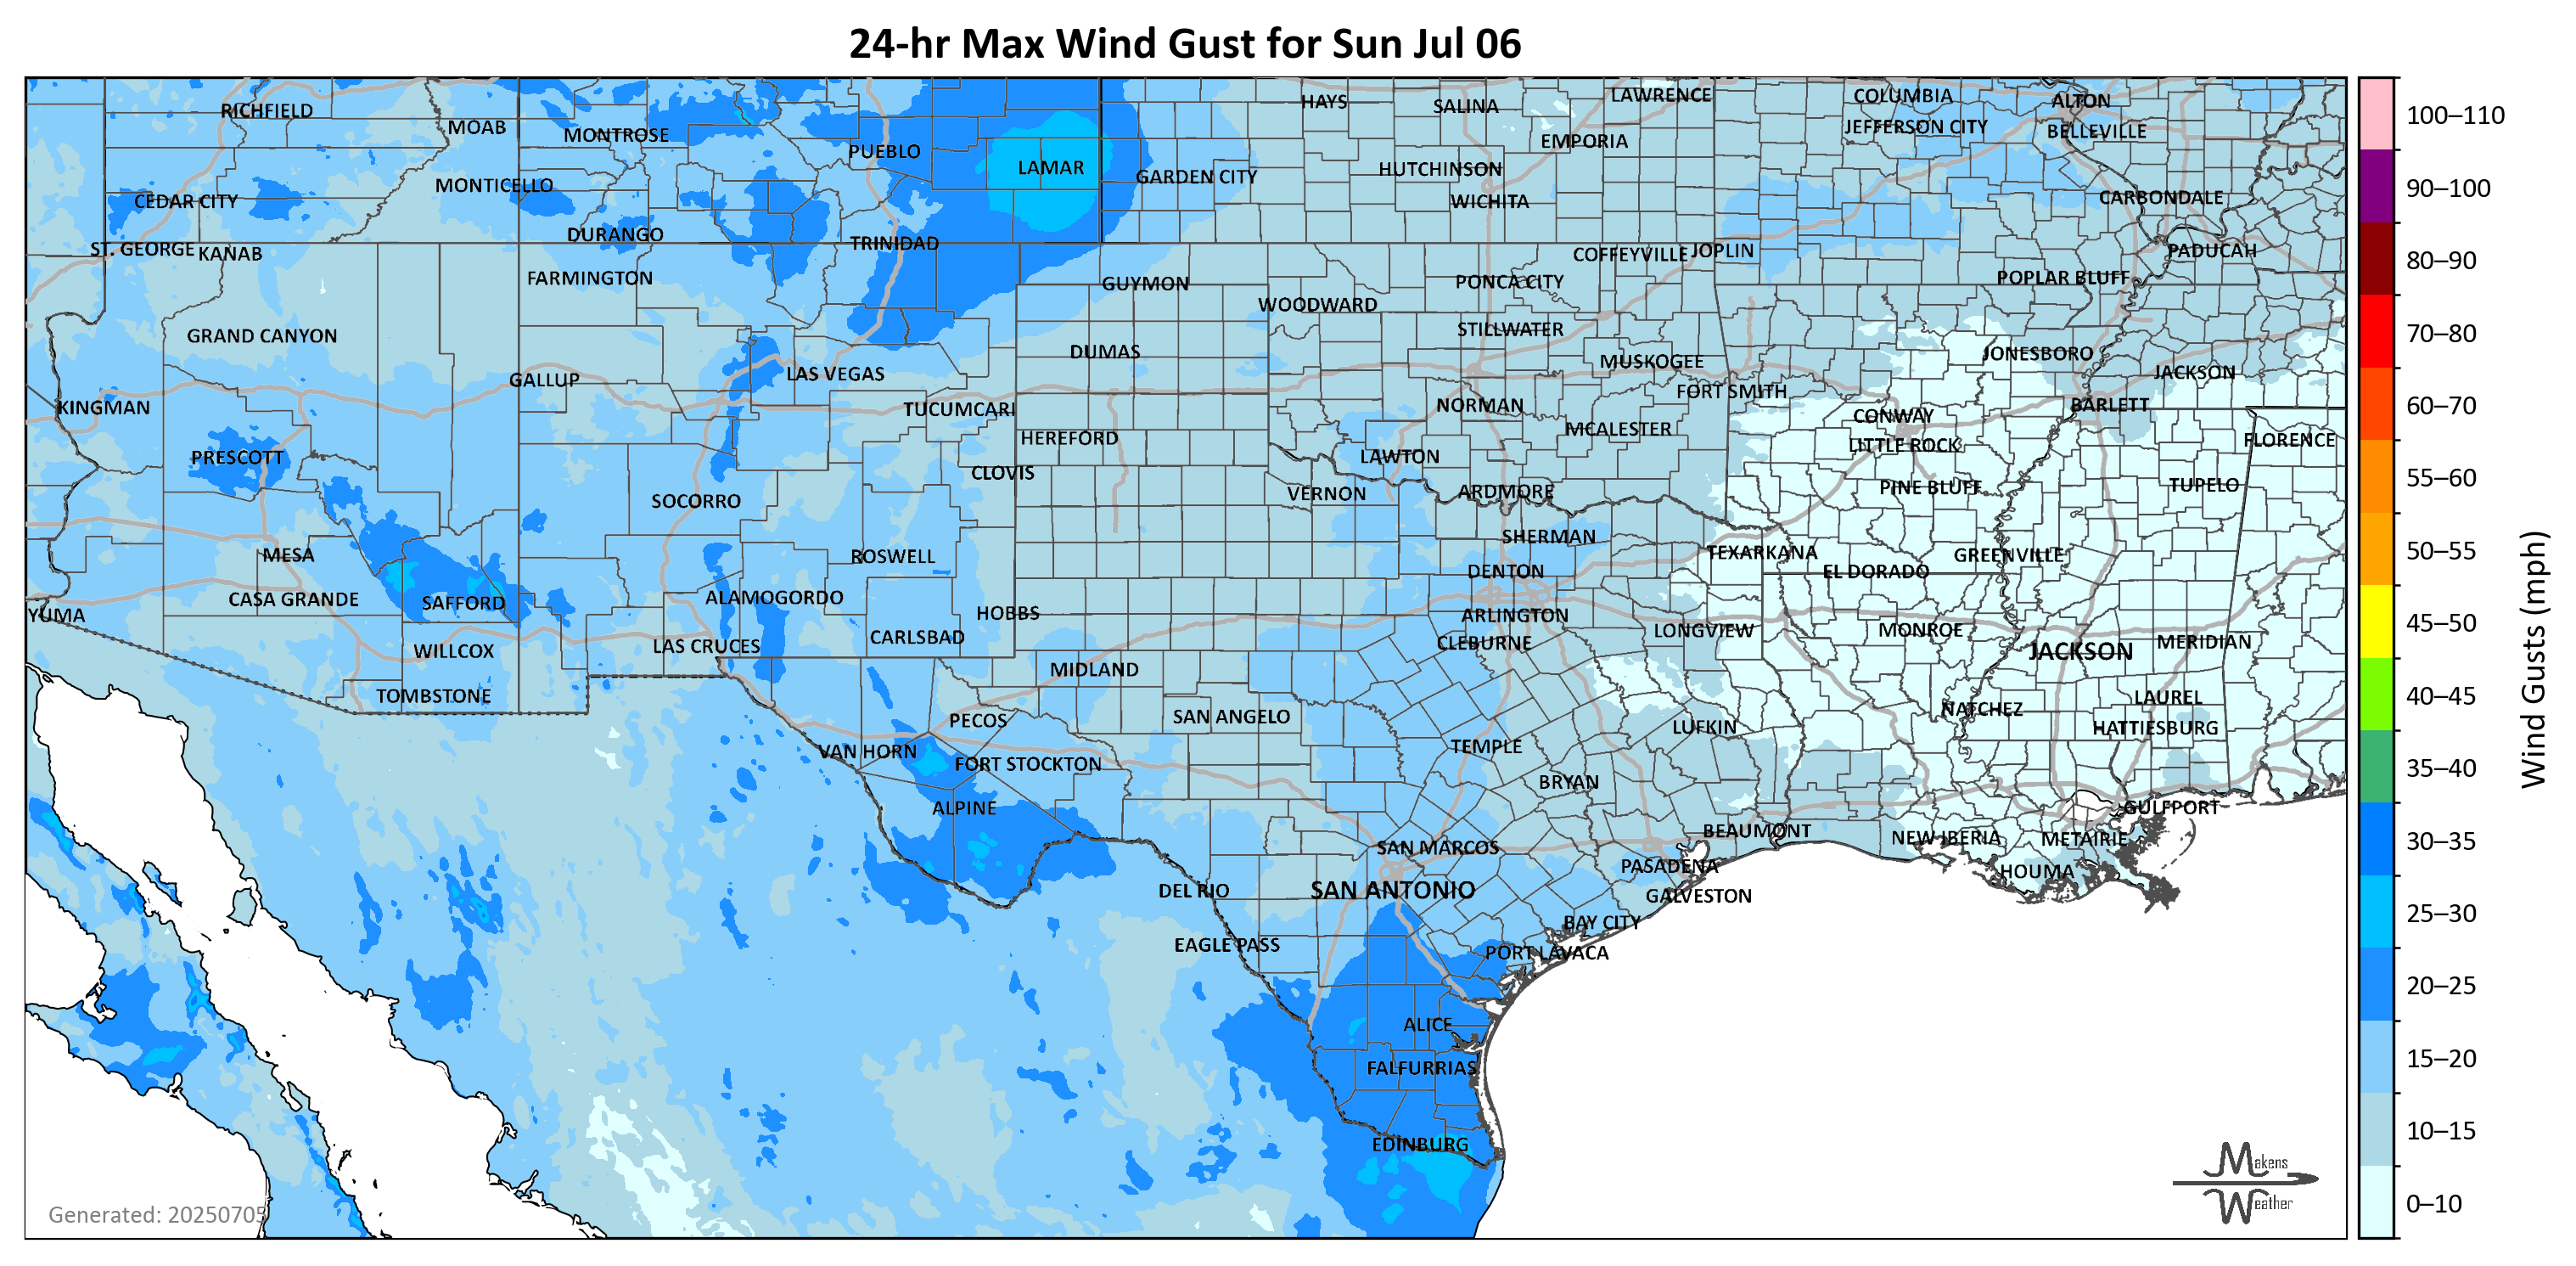 24-hr Max Wind Gust for Sun Jul 06
RICHFIELD
MOAB
MONTROSE
PUEBLO
LAMAR
GARDEN CITY
HAYS
SALINA
LAWRENCE
EMPORIA
HUTCHINSON
WICHITA
COLUMBIA
JEFFERSON CITY
ALTON
BELLEVILLE
CARBONDALE
CEDAR CITY
MONTICELLO
DURANGO
TRINIDAD
ST. GEORGE
KANAB
FARMINGTON
GUYMON
WOODWARD
PONCA CITY
COFFEYVILLE
JOPLIN
POPLAR BLUFF
PADUCAH
GRAND CANYON
DUMAS
STILLWATER
MUSKOGEE
JONESBORO
JACKSON
GALLUP
LAS VEGAS
KINGMAN
TUCUMCARI
NORMAN
FORT SMITH
CONWAY
BARLETT
HEREFORD
MCALESTER
LITTLE ROCK
FLORENCE
PRESCOTT
CLOVIS
LAWTON
SOCORRO
VERNON
ARDMORE
PINE BLUFF
TUPELO
MESA
ROSWELL
SHERMAN
TEXARKANA
GREENVILLE
DENTON
EL DORADO
CASA GRANDE
SAFFORD
ALAMOGORDO
HOBBS
ARLINGTON
YUMA
LAS CRUCES
CARLSBAD
CLEBURNE
LONGVIEW
MONROE
JACKSON
MERIDIAN
WILLCOX
MIDLAND
TOMBSTONE
PECOS
SAN ANGELO
LUFKIN
NATCHEZ
LAUREL
HATTIESBURG
VAN HORN
FORT STOCKTON
TEMPLE
BRYAN
ALPINE
GULFPORT
SAN MARCOS
BEAUMONT
NEW IBERIA
METAIRIE
DEL RIO
SAN ANTONIO
PASADENA
GALVESTON
HOUMA
BAY CITY
EAGLE PASS
PORT LAVACA
ALICE
FALFURRIAS
EDINBURG
Generated: 20250705
Makens
Weather
100–110
90–100
80–90
70–80
60–70
55–60
50–55
45–50
40–45
35–40
30–35
25–30
20–25
15–20
10–15
0–10
Wind Gusts (mph)